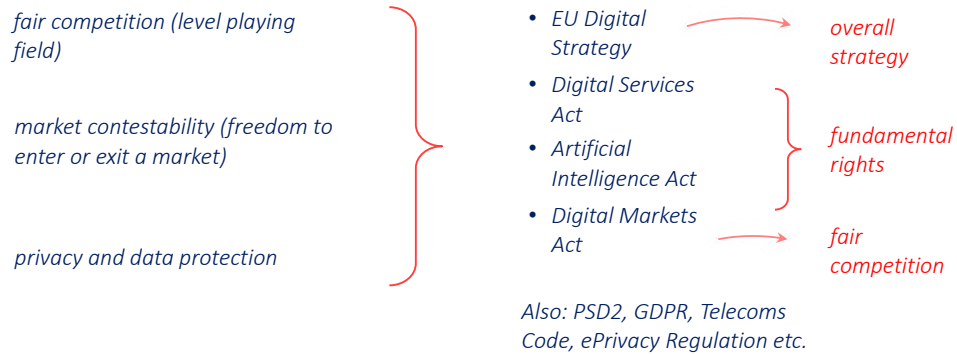 fair competition (level playing
field)
market contestability (freedom to
enter or exit a market)
privacy and data protection
• EU Digital
Strategy
• Digital Services
Act
• Artificial
Intelligence Act
• Digital Markets
Act
Also: PSD2, GDPR, Telecoms
Code, ePrivacy Regulation etc.
overall
strategy
fundamental
rights
fair
competition